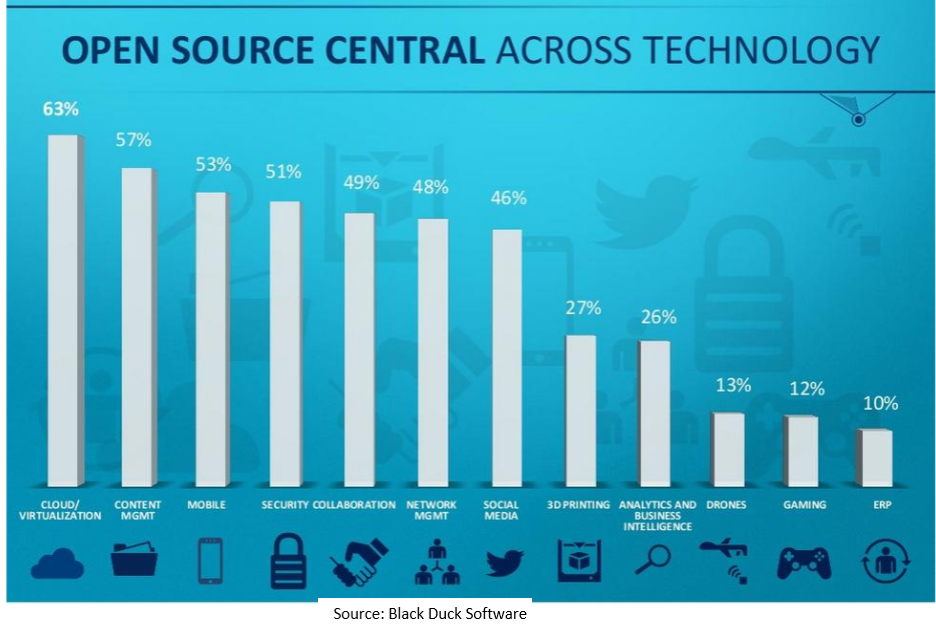 OPEN SOURCE CENTRAL ACROSS TECHNOLOGY
63%
57%
53%
51%
49%
48%
46%
27%
26%
13%
12%
10%
CLOUD/
VIRTUALIZATION
CONTENT
MGMT
MOBILE
SECURITY
COLLABORATION
NETWORK
MGMT
SOCIAL
MEDIA
3D PRINTING
ANALYTICS AND
BUSINESS
INTELLIGENCE
DRONES
GAMING
ERP
Source: Black Duck Software